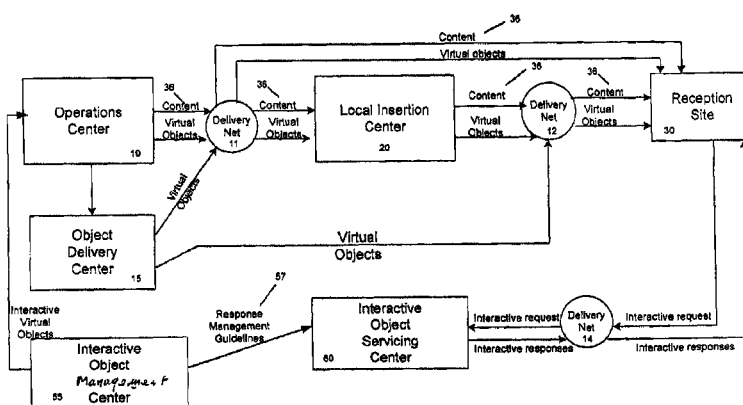 36
Content
Virtual objects
36
Content
Virtual
Objects
Operations
Center
10
Delivery
Net
11
36
Content
Virtual
Objects
Local Insertion
Center
20
36
Content
Virtual
Objects
Delivery
Net
12
36
Content
Virtual
Objects
Reception
Site
30
Virtual
Objects
Object
Delivery
Center
15
Virtual
Objects
Interactive
Virtual
Objects
57
Response
Management
Guidelines
Interactive
Object
Management
Center
55
Interactive
Object
Servicing
Center
60
Interactive request
Interactive responses
Delivery
Net
14
Interactive request
Interactive responses